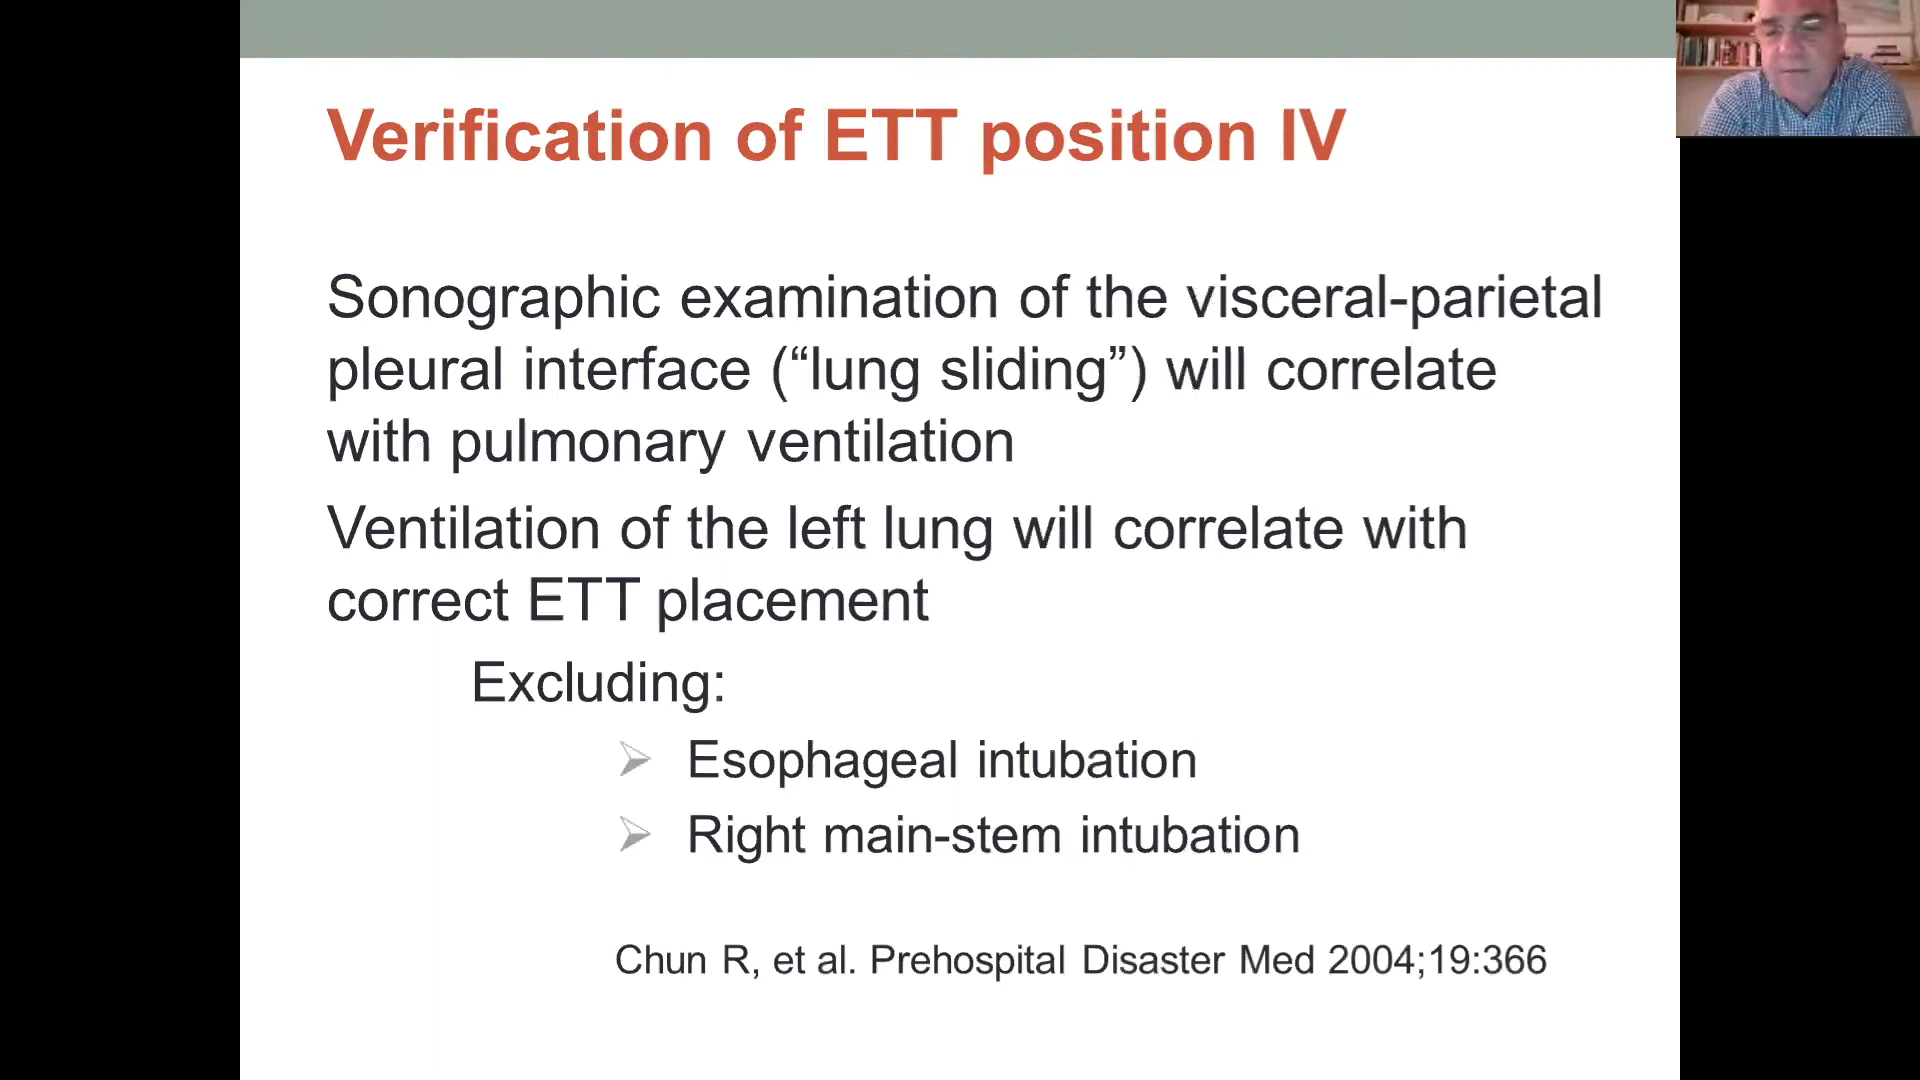 Verification of ETT position IV
Sonographic examination of the visceral-parietal
pleural interface (“lung sliding”) will correlate
with pulmonary ventilation
Ventilation of the left lung will correlate with
correct ETT placement
Excluding:
Esophageal intubation
Right main-stem intubation
Chun R, et al. Prehospital Disaster Med 2004;19:366